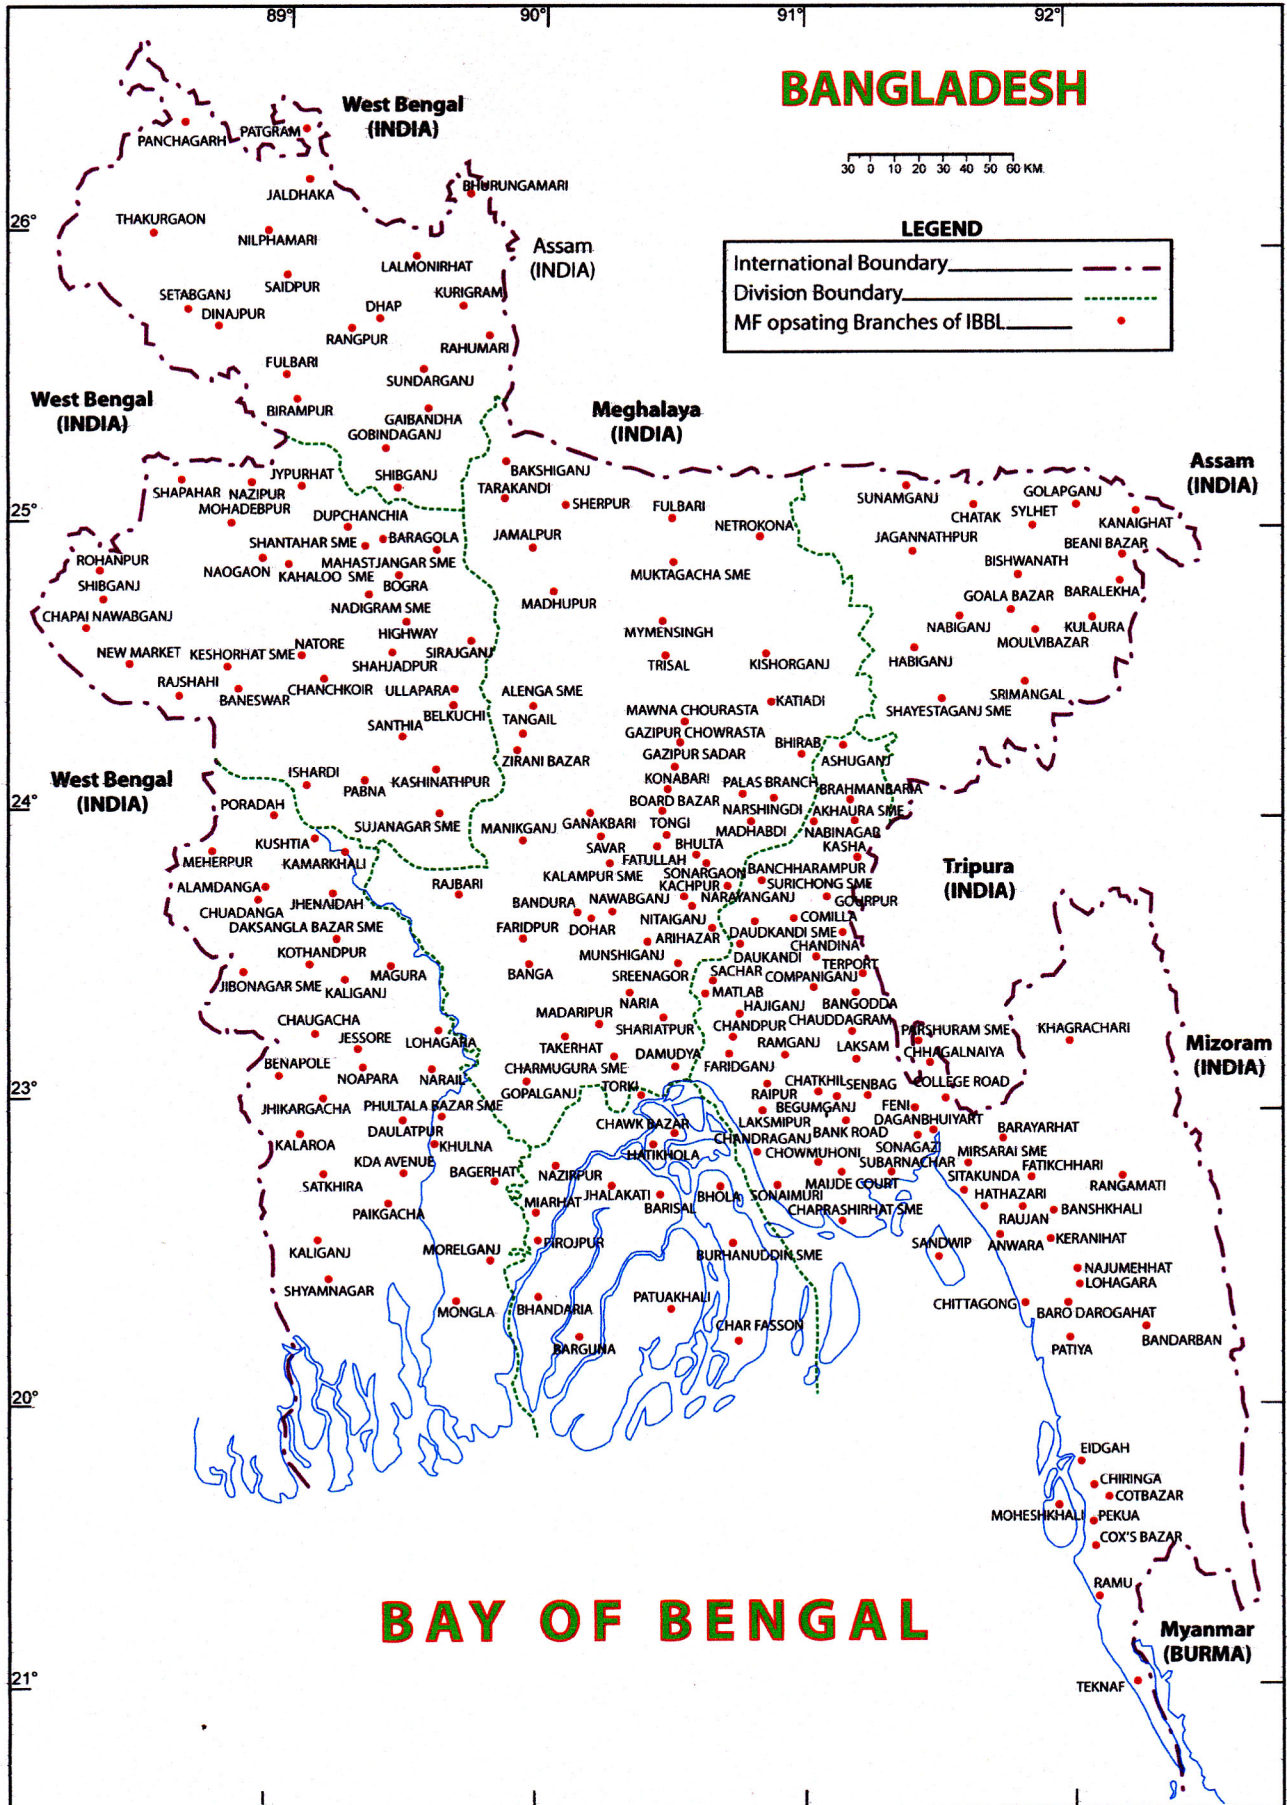 89°
90°
91°
92°
BANGLADESH
30 0 10 20 30 40 50 60 KM.
LEGEND
International Boundary
Division Boundary
MF opsating Branches of IBBL
West Bengal
(INDIA)
PANCHAGARH
PATGRAM
JALDHAKA
BHURUNGAMARI
26°
THAKURGAON
NILPHAMARI
Assam
(INDIA)
LALMONIRHAT
SAIDPUR
SETABGANJ
DINAJPUR
DHAP
KURIGRAM
RANGPUR
RAHUMARI
FULBARI
SUNDARGANJ
West Bengal
(INDIA)
BIRAMPUR
GAIBANDHA
GOBINDAGANJ
Meghalaya
(INDIA)
Assam
(INDIA)
JYPURHAT
SHIBGANJ
BAKSHIGANJ
SHAPAHAR
NAZIPUR
MOHADEBPUR
TARAKANDI
SHERPUR
FULBARI
SUNAMGANJ
GOLAPGANJ
25°
DUPCHANCHIA
CHATAK
SYLHET
KANAIGHAT
NETROKONA
SHANTAHAR SME
BARAGOLA
JAMALPUR
JAGANNATHPUR
BEANI BAZAR
ROHANPUR
NAOGAON
MAHASTJANGAR SME
KAHALOO SME
BOGRA
MUKTAGACHA SME
BISHWANATH
SHIBGANJ
NADIGRAM SME
MADHUPUR
GOALA BAZAR
BARALEKHA
CHAPAI NAWABGANJ
HIGHWAY
MYMENSINGH
NABIGANJ
MOULVIBAZAR
KULAURA
NEW MARKET
KESHORHAT SME
NATORE
SHAHJADPUR
SIRAJGANJ
TRISAL
KISHORGANJ
HABIGANJ
RAJSHAHI
BANESWAR
CHANCHKOIR
ULLAPARA
ALENGA SME
KATIADI
SRIMANGAL
SHAYESTAGANJ SME
SANTHIA
BELKUCHI
TANGAIL
MAWNA CHOURASTA
GAZIPUR CHOWRASTA
ZIRANI BAZAR
GAZIPUR SADAR
BHIRAB
ASHUGANJ
West Bengal
(INDIA)
ISHARDI
PABNA
KASHINATHPUR
KONABARI
PALAS BRANCH
BRAHMANBARIA
24°
PORADAH
BOARD BAZAR
NARSHINGDI
AKHAURA SME
SUJANAGAR SME
MANIKGANJ
GANAKBARI
TONGI
MADHABDI
NABINAGAR
KUSHTIA
SAVAR
BHULTA
KASHA
MEHERPUR
KAMARKHALI
FATULLAH
SONARGAON
BANCHHARAMPUR
Tripura
(INDIA)
ALAMDANGA
RAJBARI
KALAMPUR SME
KACHPUR
SURICHONG SME
CHUADANGA
JHENAIDAH
BANDURA
NAWABGANJ
NARAYANGANJ
GOURPUR
DAKSANGLA BAZAR SME
FARIDPUR
DOHAR
NITAIGANJ
COMILLA
ARIHAZAR
DAUDKANDI SME
KOTHANDPUR
MUNSHIGANJ
CHANDINA
DAUKANDI
TERPORT
JIBONAGAR SME
MAGURA
BANGA
SREENAGOR
SACHAR
COMPANIGANJ
KALIGANJ
NARIA
MATLAB
BANGODDA
HAJIGANJ
CHAUGACHA
MADARIPUR
SHARIATPUR
CHANDPUR
CHAUDDAGRAM
PARSHURAM SME
KHAGRACHARI
JESSORE
LOHAGARA
TAKERHAT
RAMGANJ
LAKSAM
CHHAGALNAIYA
Mizoram
(INDIA)
BENAPOLE
DAMUDYA
FARIDGANJ
NOAPARA
NARAIL
CHARMUGURA SME
23°
GOPALGANJ
TORKI
CHATKHIL
SENBAG
COLLEGE ROAD
JHIKARGACHA
PHULTALA BAZAR SME
RAIPUR
BEGUMGANJ
FENI
DAULATPUR
CHAWK BAZAR
LAKSMIPUR
BANK ROAD
DAGANBHUIYART
BARAYARHAT
KALAROA
KHULNA
HATIKHOLA
CHANDRAGANJ
CHOWMUHONI
SONAGAZI
MIRSARAI SME
KDA AVENUE
BAGERHAT
NAZIRPUR
SUBARNACHAR
FATIKCHHARI
SATKHIRA
JHALAKATI
BHOLA
SONAIMURI
MAIJDE COURT
SITAKUNDA
RANGAMATI
PAIKGACHA
MIARHAT
BARISAL
CHAPRASHIRHAT SME
HATHAZARI
BANSHKHALI
RAUJAN
KALIGANJ
MORELGANJ
PIROJPUR
BURHANUDDIN SME
SANDWIP
ANWARA
KERANIHAT
NAJUMEHHAT
SHYAMNAGAR
LOHAGARA
MONGLA
BHANDARIA
PATUAKHALI
CHITTAGONG
BARO DAROGAHAT
BARGUNA
CHAR FASSON
PATIYA
BANDARBAN
20°
EIDGAH
CHIRINGA
COTBAZAR
MOHESHKHALI
PEKUA
COX'S BAZAR
RAMU
BAY OF BENGAL
Myanmar
(BURMA)
21°
TEKNAF